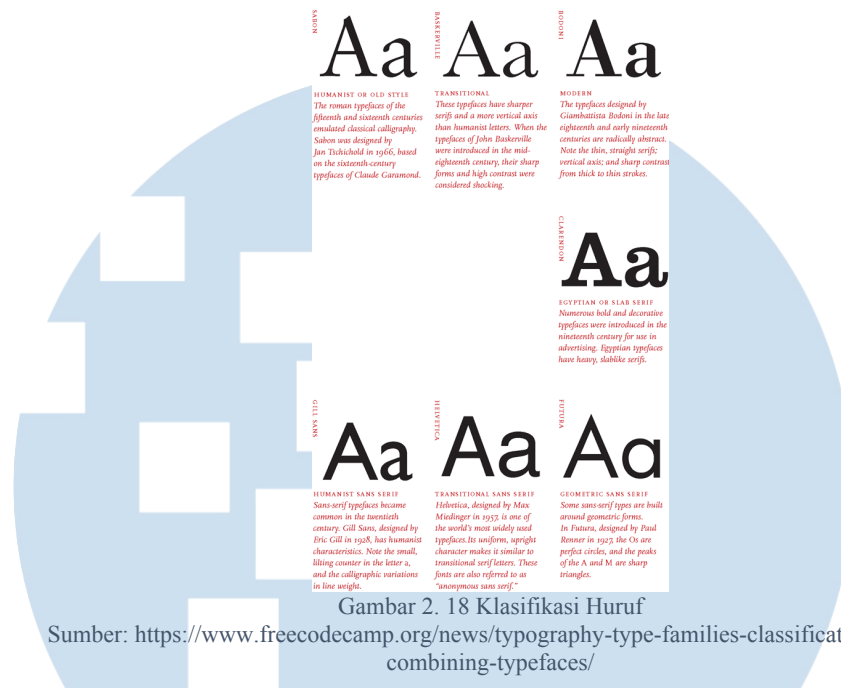 SABON
Aa
HUMANIST OR OLD STYLE
The roman typefaces of the
fifteenth and sixteenth centuries
emulated classical calligraphy.
Sabon was designed by
Jan Tschichold in 1966, based
on the sixteenth-century
typefaces of Claude Garamond.
BASKERVILLE
Aa
TRANSITIONAL
These typefaces have sharper
serifs and a more vertical axis
than humanist letters. When the
typefaces of John Baskerville
were introduced in the mid-
eighteenth century, their sharp
forms and high contrast were
considered shocking.
BODONI
Aa
MODERN
The typefaces designed by
Giambattista Bodoni in the late
eighteenth and early nineteenth
centuries are radically abstract.
Note the thin, straight serifs;
vertical axis; and sharp contrast
from thick to thin strokes.
CLARENDON
Aa
EGYPTIAN OR SLAB SERIF
Numerous bold and decorative
typefaces were introduced in the
nineteenth century for use in
advertising. Egyptian typefaces
have heavy, slablike serifs.
GILL SANS
Aa
HUMANIST SANS SERIF
Sans-serif typefaces became
common in the twentieth
century. Gill Sans, designed by
Eric Gill in 1928, has humanist
characteristics. Note the small,
lilting counter in the letter a,
and the calligraphic variations
in line weight.
HELVETICA
Aa
TRANSITIONAL SANS SERIF
Helvetica, designed by Max
Miedinger in 1957, is one of
the world's most widely used
typefaces. Its uniform, upright
character makes it similar to
transitional serif letters. These
fonts are also referred to as
"anonymous sans serif."
FUTURA
Aa
GEOMETRIC SANS SERIF
Some sans-serif types are built
around geometric forms.
In Futura, designed by Paul
Renner in 1927, the Os are
perfect circles, and the peaks
of the A and M are sharp
triangles.
Gambar 2. 18 Klasifikasi Huruf
Sumber: https://www.freecodecamp.org/news/typography-type-families-classificat
combining-typefaces/